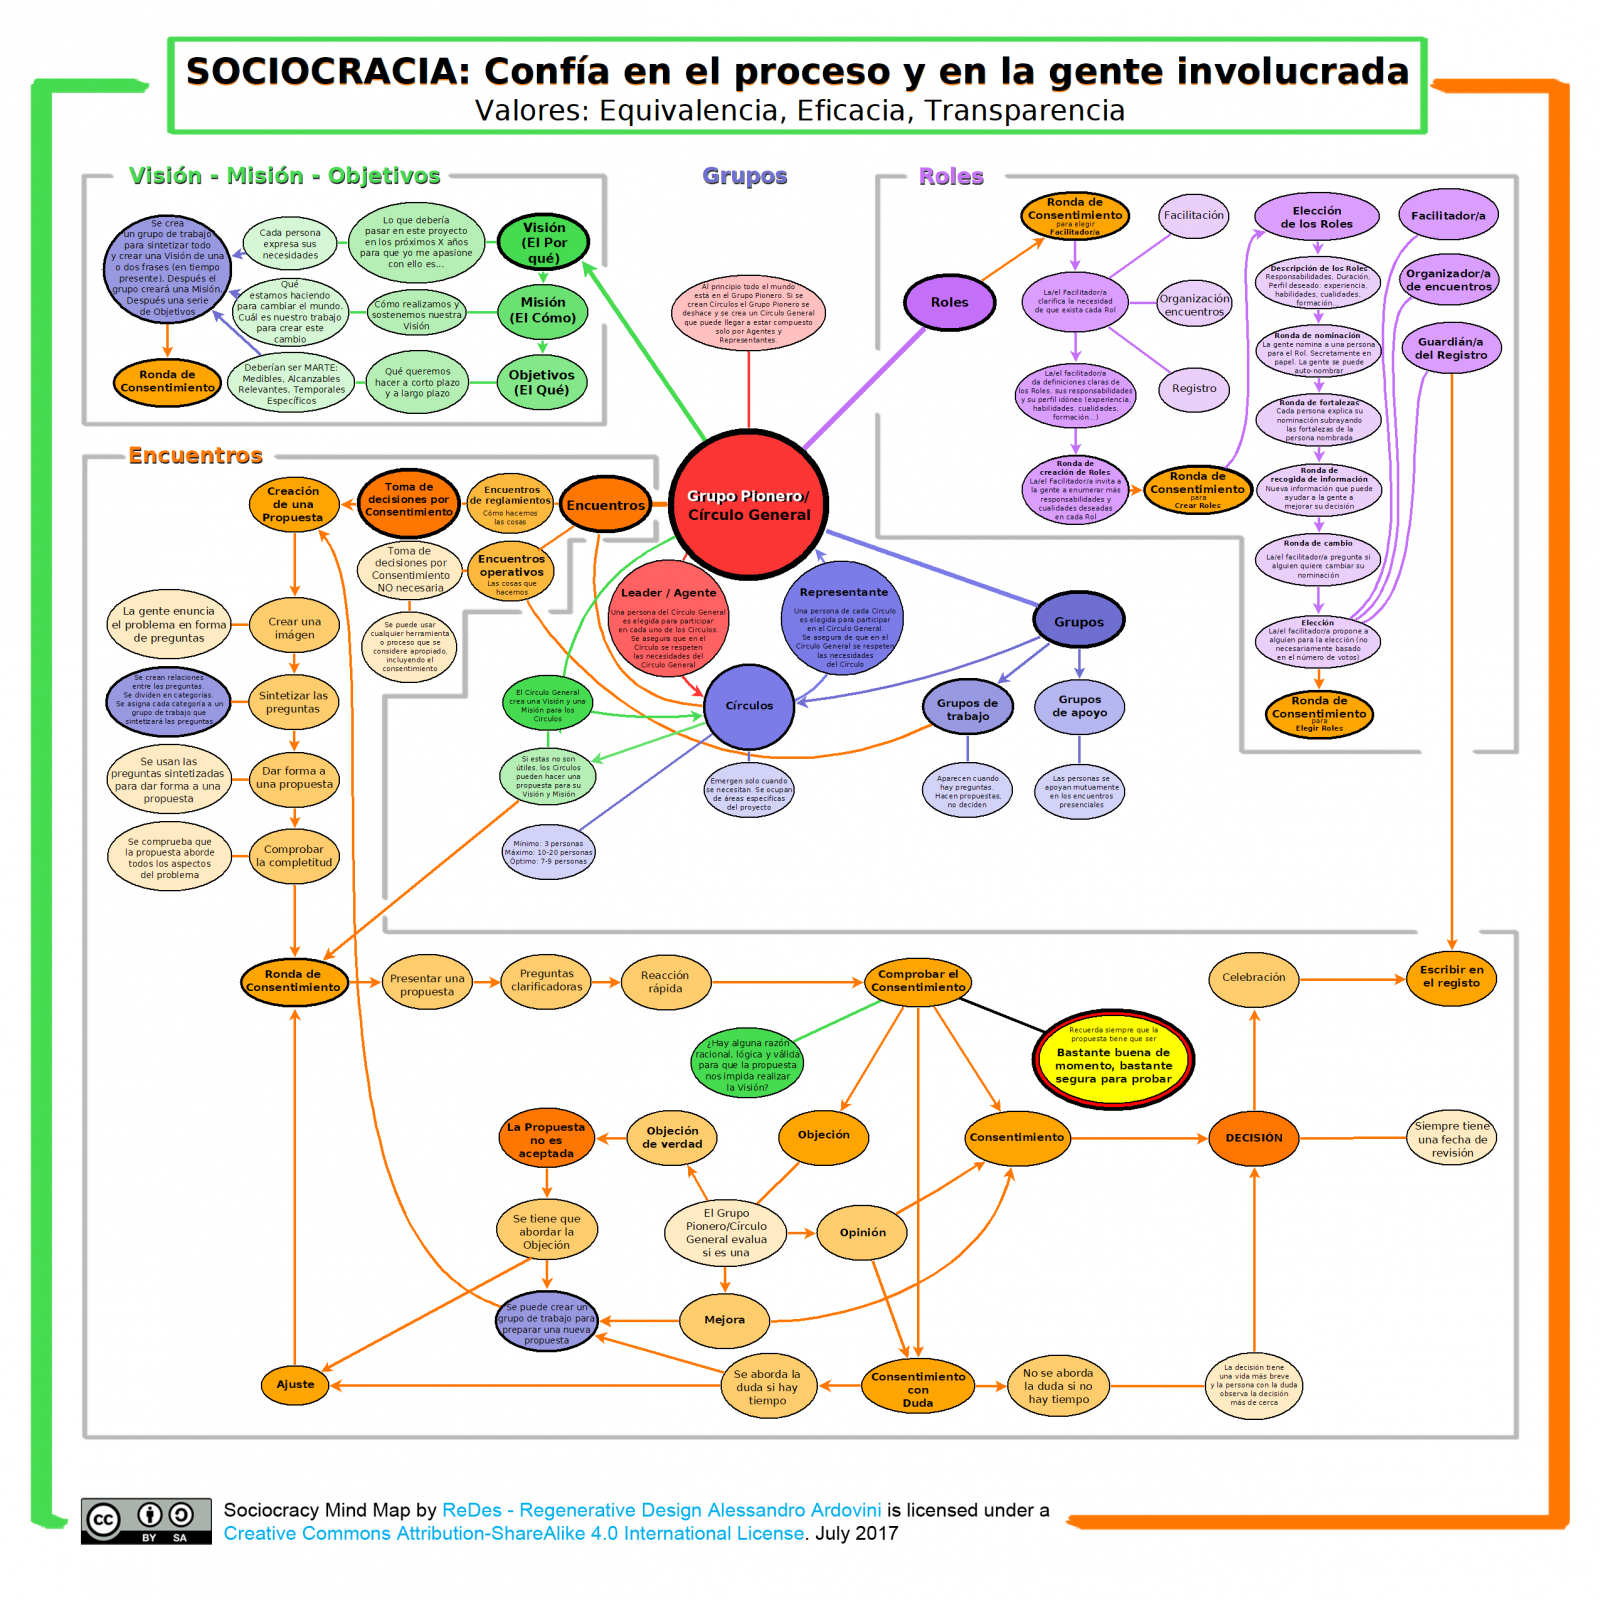 SOCIOCRACIA: Confía en el proceso y en la gente involucrada
Valores: Equivalencia, Eficacia, Transparencia
Visión - Misión - Objetivos
Se crea
un grupo de trabajo
para sintetizar todo
y crear una Visión de una
o dos frases (en tiempo
presente). Después el
grupo creará una Misión.
Después una serie
de Objetivos
Cada persona
expresa sus
necesidades
Lo que debería
pasar en este proyecto
en los próximos X años
para que yo me apasione
con ello es...
Visión
(El Por
qué)
Qué
estamos haciendo
para cambiar el mundo.
Cuál es nuestro trabajo
para crear este
cambio
Cómo realizamos y
sostenemos nuestra
Visión
Misión
(El Cómo)
Ronda de
Consentimiento
Deberían ser MARTE:
Medibles, Alcanzables
Relevantes, Temporales
Específicos
Qué queremos
hacer a corto plazo
y a largo plazo
Objetivos
(El Qué)
Grupos
Al principio todo el mundo
está en el Grupo Pionero. Si se
crean Círculos el Grupo Pionero se
deshace y se crea un Círculo General
que puede llegar a estar compuesto
solo por Agentes y
Representantes.
Grupo Pionero/
Círculo General
Leader / Agente
Una persona del Círculo General
es elegida para participar
en cada uno de los Círculos.
Se asegura que en el
Círculo se respeten
las necesidades del
Círculo General
Representante
Una persona de cada Círculo
es elegida para participar
en el Círculo General.
Se asegura de que en el
Círculo General se respeten
las necesidades
del Círculo
Grupos
El Círculo General
crea una Visión y una
Misión para los
Círculos
Círculos
Grupos de
trabajo
Grupos
de apoyo
Si estas no son
útiles, los Círculos
pueden hacer una
propuesta para su
Visión y Misión
Emergen solo cuando
se necesitan. Se ocupan
de áreas específicas
del proyecto
Aparecen cuando
hay preguntas.
Hacen propuestas,
no deciden
Las personas se
apoyan mutuamente
en los encuentros
presenciales
Mínimo: 3 personas
Máximo: 10-20 personas
Óptimo: 7-9 personas
Roles
Roles
Ronda de
Consentimiento
para elegir
Facilitador/a
Facilitación
La/el Facilitador/a
clarifica la necesidad
de que exista cada Rol
Organización
encuentros
Registro
La/el facilitador/a
da definiciones claras de
los Roles, sus responsabilidades
y su perfil idóneo (experiencia,
habilidades, cualidades,
formación...)
Ronda de
creación de Roles
La/el Facilitador/a invita a
la gente a enumerar más
responsabilidades y
cualidades deseadas
en cada Rol
Ronda de
Consentimiento
para
Crear Roles
Elección
de los Roles
Descripción de los Roles
Responsabilidades, Duración,
Perfil deseado: experiencia,
habilidades, cualidades,
formación...
Ronda de nominación
La gente nomina a una persona
para el Rol. Secretamente en
papel. La gente se puede
auto-nombrar
Ronda de fortalezas
Cada persona explica su
nominación subrayando
las fortalezas de la
persona nombrada
Ronda de
recogida de información
Nueva información que puede
ayudar a la gente a
mejorar su decisión
Ronda de cambio
La/el facilitador/a pregunta si
alguien quiere cambiar su
nominación
Elección
La/el facilitador/a propone a
alguien para la elección (no
necesariamente basado
en el número de votos)
Ronda de
Consentimiento
para
Elegir Roles
Facilitador/a
Organizador/a
de encuentros
Guardián/a
del Registro
Encuentros
Creación
de una
Propuesta
Toma de
decisiones por
Consentimiento
Encuentros
de reglamientos
Cómo hacemos
las cosas
Encuentros
Toma de
decisiones por
Consentimiento
NO necesaria
Encuentros
operativos
Las cosas que
hacemos
Se puede usar
cualquier herramienta
o proceso que se
considere apropiado,
incluyendo el
consentimiento
La gente enuncia
el problema en forma
de preguntas
Crear una
imágen
Se crean relaciones
entre las preguntas.
Se dividen en categorías.
Se asigna cada categoría a un
grupo de trabajo que
sintetizará las preguntas
Sintetizar las
preguntas
Se usan las
preguntas sintetizadas
para dar forma a una
propuesta
Dar forma a
una propuesta
Se comprueba que
la propuesta aborde
todos los aspectos
del problema
Comprobar
la completitud
Ronda de
Consentimiento
Presentar una
propuesta
Preguntas
clarificadoras
Reacción
rápida
Comprobar el
Consentimiento
Celebración
Escribir en
el registo
¿Hay alguna razón
racional, lógica y válida
para que la propuesta
nos impida realizar
la Visión?
Recuerda siempre que la
propuesta tiene que ser
Bastante buena de
momento, bastante
segura para probar
La Propuesta
no es
aceptada
Objeción
de verdad
Objeción
Consentimiento
DECISIÓN
Siempre tiene
una fecha de
revisión
Se tiene que
abordar la
Objeción
El Grupo
Pionero/Círculo
General evalua
si es una
Opinión
Se puede crear un
grupo de trabajo para
preparar una nueva
propuesta
Mejora
Ajuste
Se aborda la
duda si hay
tiempo
Consentimiento
con
Duda
No se aborda
la duda si no
hay tiempo
La decisión tiene
una vida más breve
y la persona con la duda
observa la decisión
más de cerca
cc BY SA
Sociocracy Mind Map by ReDes - Regenerative Design Alessandro Ardovini is licensed under a
Creative Commons Attribution-ShareAlike 4.0 International License. July 2017